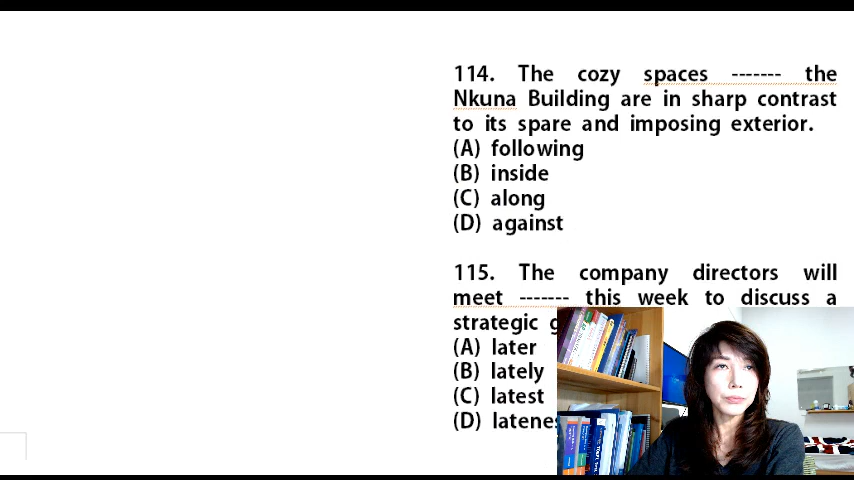 114. The cozy spaces ------- the
Nkuna Building are in sharp contrast
to its spare and imposing exterior.
(A) following
(B) inside
(C) along
(D) against
115. The company directors will
meet ------- this week to discuss a
strategic
(A) later
(B) lately
(C) latest
(D)